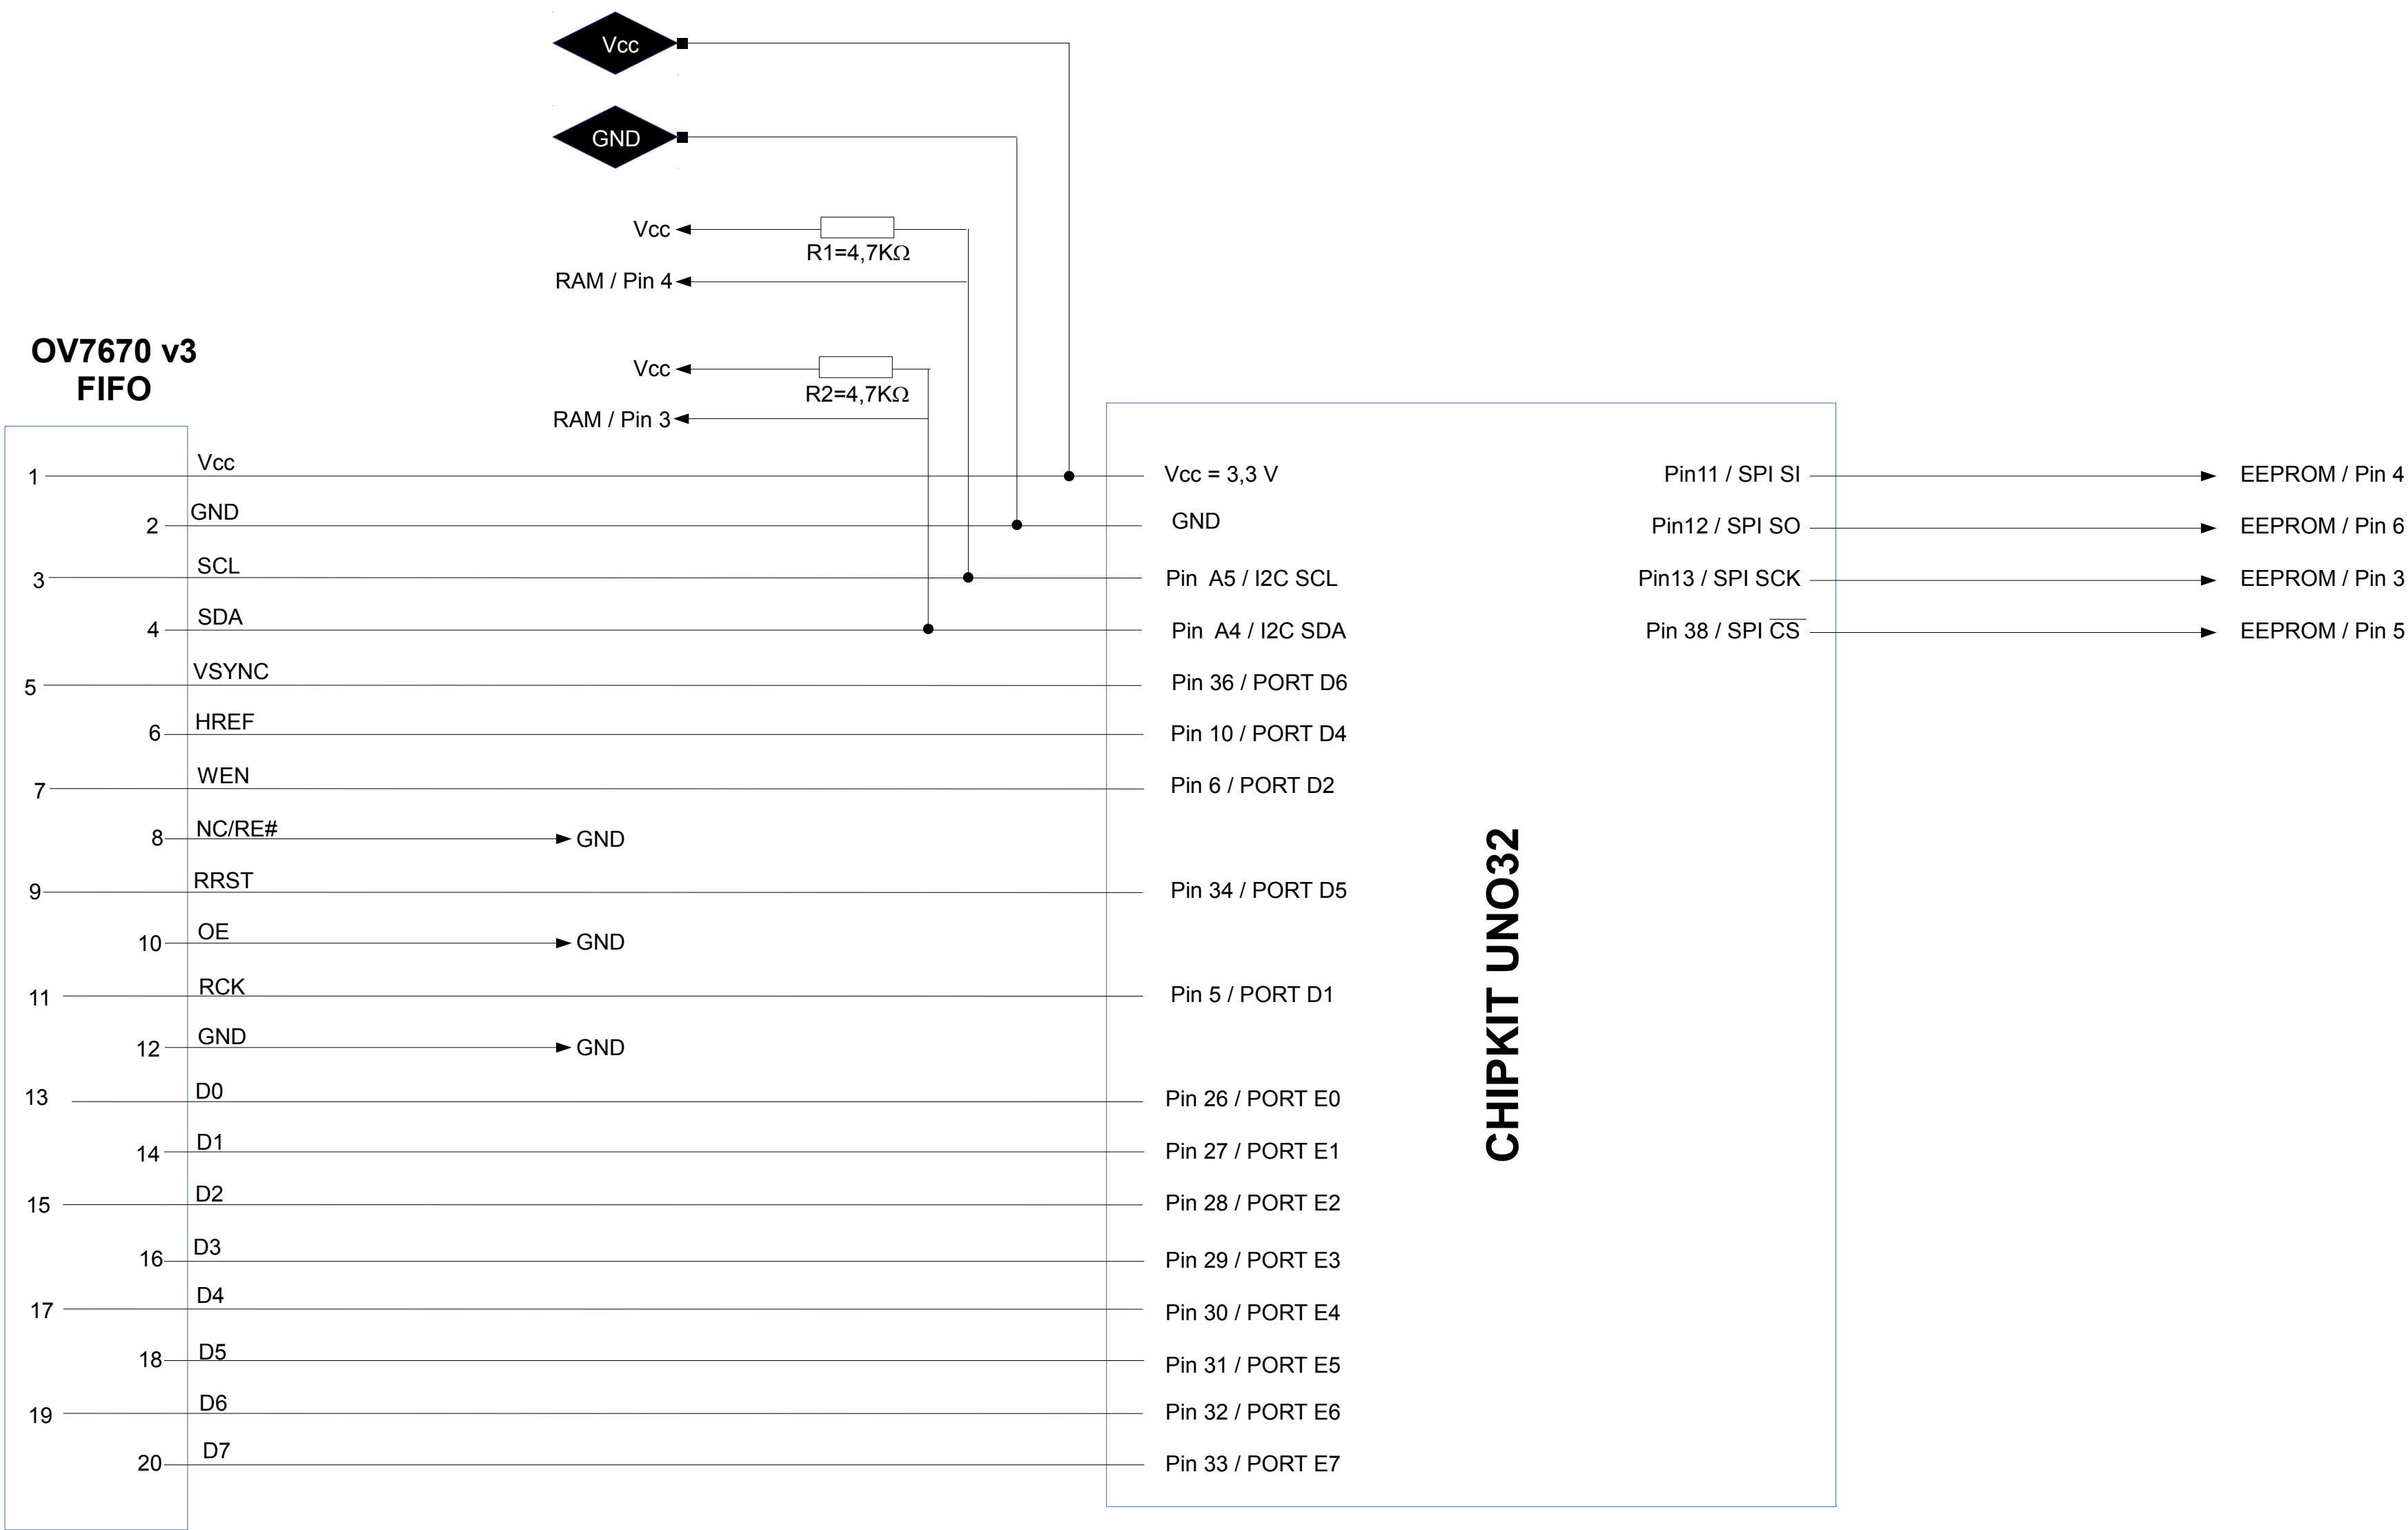 Vcc
GND
Vcc
R1=4,7KΩ
RAM / Pin 4
OV7670 v3
FIFO
Vcc
R2=4,7KΩ
RAM / Pin 3
1 Vcc Vcc = 3,3 V Pin11 / SPI SI EEPROM / Pin 4
2 GND GND Pin12 / SPI SO EEPROM / Pin 6
3 SCL Pin A5 / I2C SCL Pin13 / SPI SCK EEPROM / Pin 3
4 SDA Pin A4 / I2C SDA Pin 38 / SPI C̅S̅ EEPROM / Pin 5
5 VSYNC Pin 36 / PORT D6
6 HREF Pin 10 / PORT D4
7 WEN Pin 6 / PORT D2
8 NC/RE# GND
9 RRST Pin 34 / PORT D5
10 OE GND
11 RCK Pin 5 / PORT D1
12 GND GND
CHIPKIT UNO32
13 D0 Pin 26 / PORT E0
14 D1 Pin 27 / PORT E1
15 D2 Pin 28 / PORT E2
16 D3 Pin 29 / PORT E3
17 D4 Pin 30 / PORT E4
18 D5 Pin 31 / PORT E5
19 D6 Pin 32 / PORT E6
20 D7 Pin 33 / PORT E7